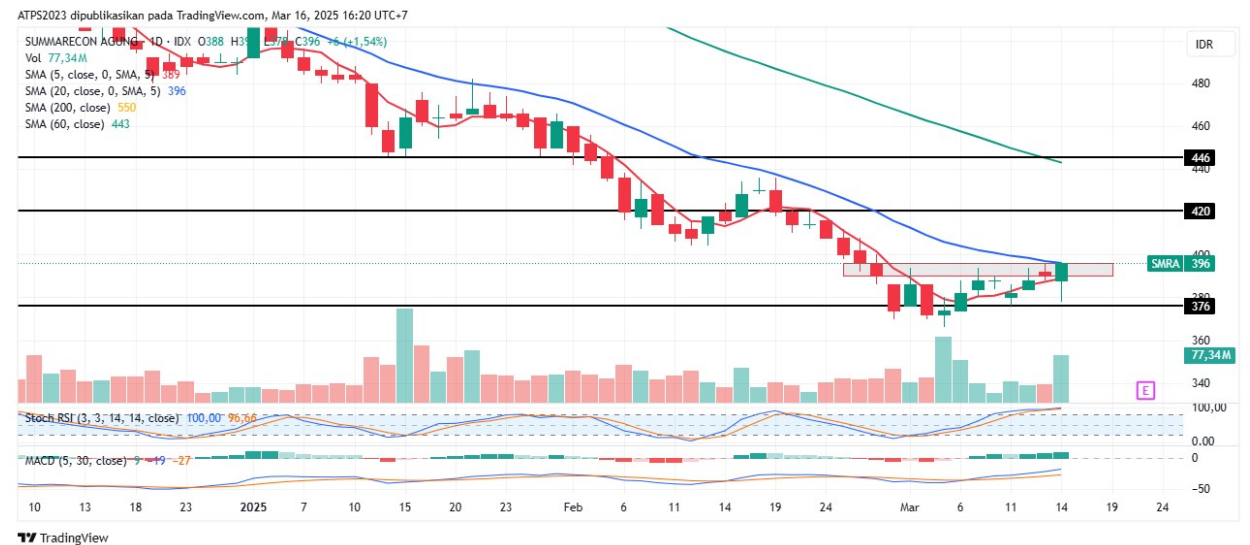 ATPS2023 dipublikasikan pada TradingView.com, Mar 16, 2025 16:20 UTC+7
SUMMARECON AGUNG · 1D · IDX O388 C396 +6 (+1,54%)
IDR
Vol 77,34M
SMA (5, close, 0, SMA, 5) 389
SMA (20, close, 0, SMA, 5) 396
SMA (200, close) 550
SMA (60, close) 443
480
460
446
440
420
400
SMRA 396
380
376
360
77,34M
340
E
Stoch RSI (3, 3, 14, 14, close) 100,00 96,66
100,00
0.00
MACD (5, 30, close) 9 −19 −27
0
−50
10 13 18 23 2025 7 10 15 20 23 Feb 6 11 14 19 24 Mar 6 11 14 19 24
TradingView